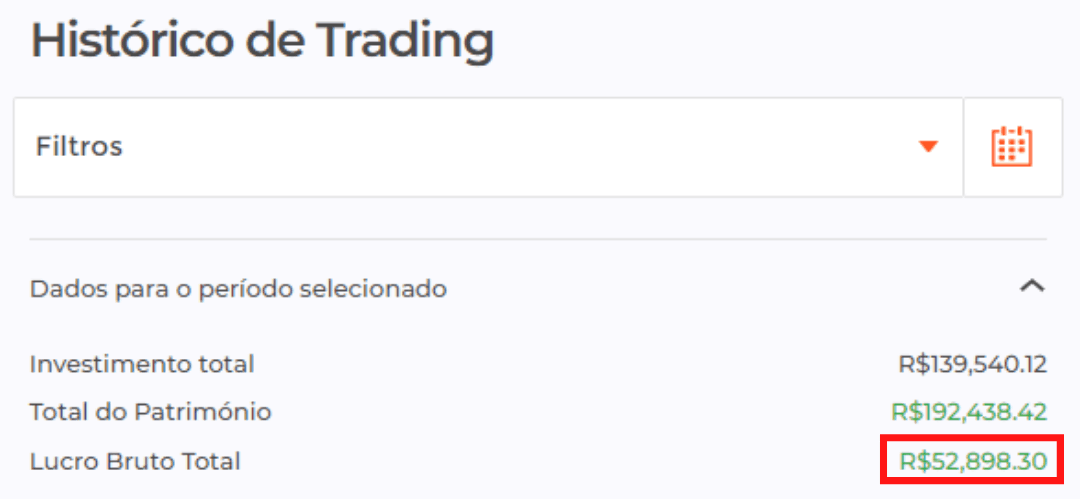 Histórico de Trading
Filtros
Dados para o período selecionado
Investimento total R$139,540.12
Total do Património R$192,438.42
Lucro Bruto Total R$52,898.30